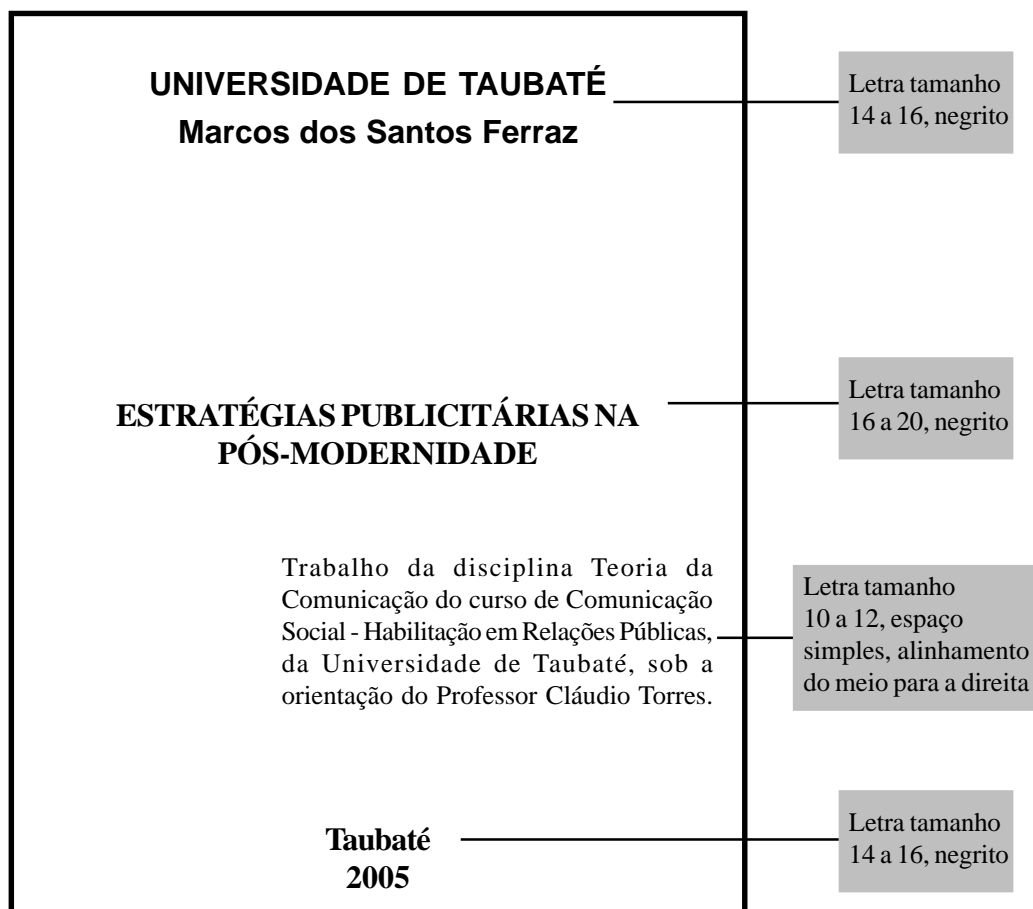 UNIVERSIDADE DE TAUBATÉ
Marcos dos Santos Ferraz
Letra tamanho
14 a 16, negrito
ESTRATÉGIAS PUBLICITÁRIAS NA
PÓS-MODERNIDADE
Letra tamanho
16 a 20, negrito
Trabalho da disciplina Teoria da
Comunicação do curso de Comunicação
Social - Habilitação em Relações Públicas,
da Universidade de Taubaté, sob a
orientação do Professor Cláudio Torres.
Letra tamanho
10 a 12, espaço
simples, alinhamento
do meio para a direita
Taubaté
2005
Letra tamanho
14 a 16, negrito